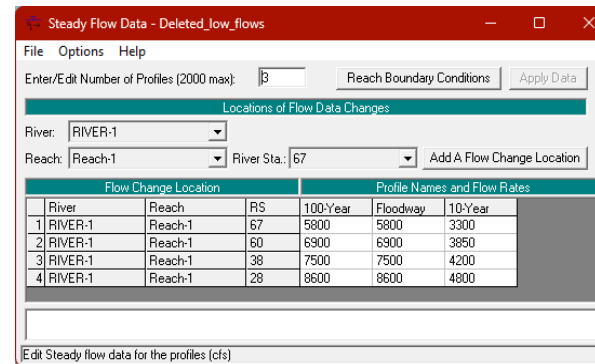 Steady Flow Data - Deleted_low_flows
File Options Help
Enter/Edit Number of Profiles (2000 max): 3 Reach Boundary Conditions Apply Data
Locations of Flow Data Changes
River: RIVER-1
Reach: Reach-1 River Sta.: 67 Add A Flow Change Location
Flow Change Location Profile Names and Flow Rates
River Reach RS 100-Year Floodway 10-Year
1 RIVER-1 Reach-1 67 5800 5800 3300
2 RIVER-1 Reach-1 60 6900 6900 3850
3 RIVER-1 Reach-1 38 7500 7500 4200
4 RIVER-1 Reach-1 28 8600 8600 4800
Edit Steady flow data for the profiles (cfs)